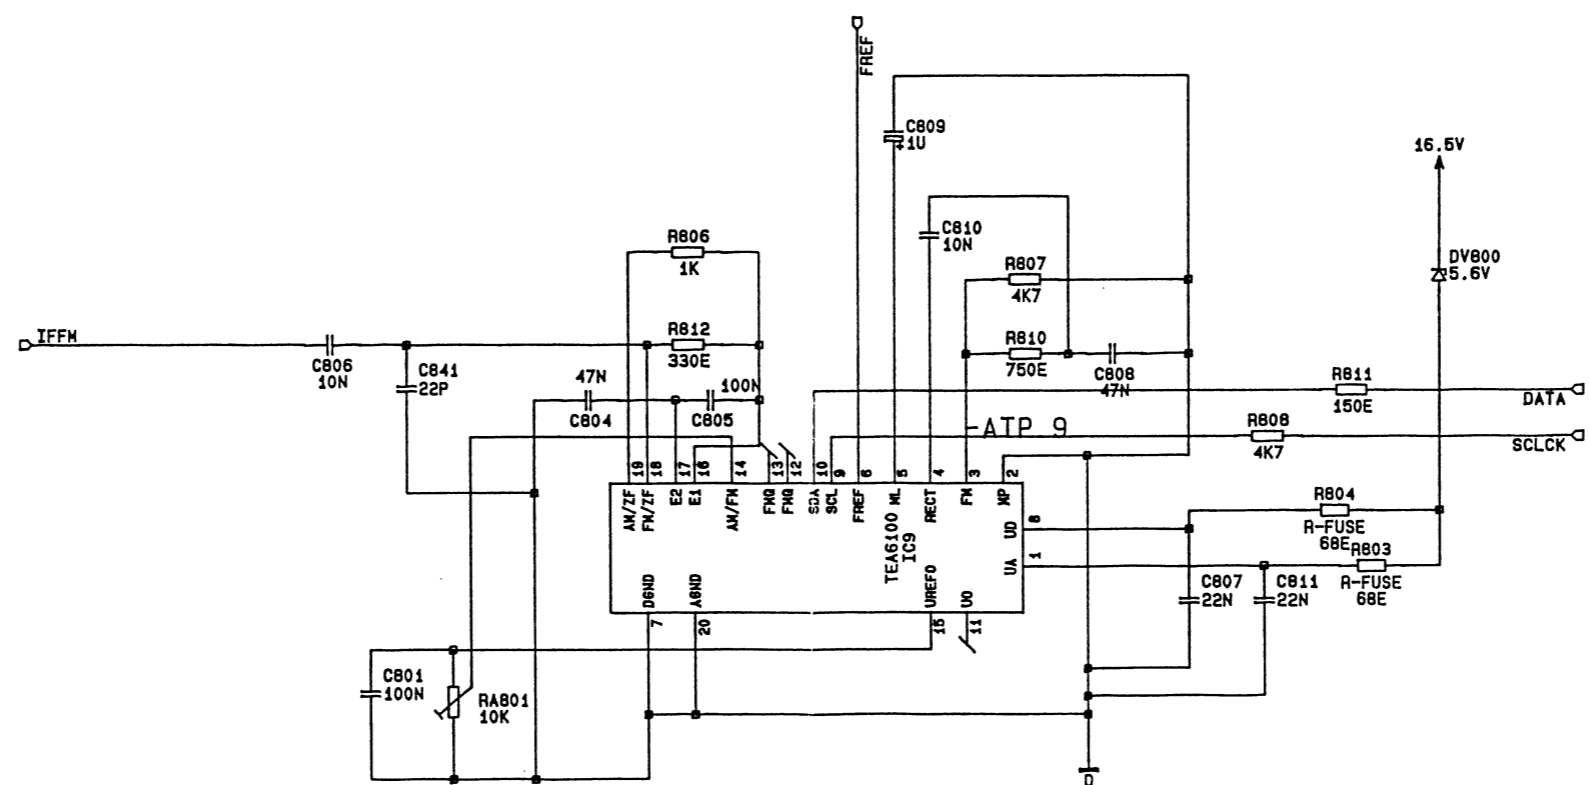 FREF
C809
+1U
16.5V
C810
10N
R806
1K
R807
4K7
DV800
5.6V
IFFM
C806
10N
R812
330E
R810
750E
C808
47N
C841
22P
47N
C804
100N
C805
R811
150E
DATA
ATP 9
R808
4K7
SCLCK
19 18 17 16 14 13 12 10 9 6 5 4 3 2
AM/ZF
FM/ZF
E2
E1
AM/FM
FMQ
FMQ
SDA
SCL
FREF
ML
RECT
FM
MP
TEA6100
IC9
UD
8
UA
1
R804
R-FUSE
68E
R803
R-FUSE
68E
C807
22N
C811
22N
DGND
AGND
UREFO
UO
7
20
15
11
C801
100N
RA801
10K
D